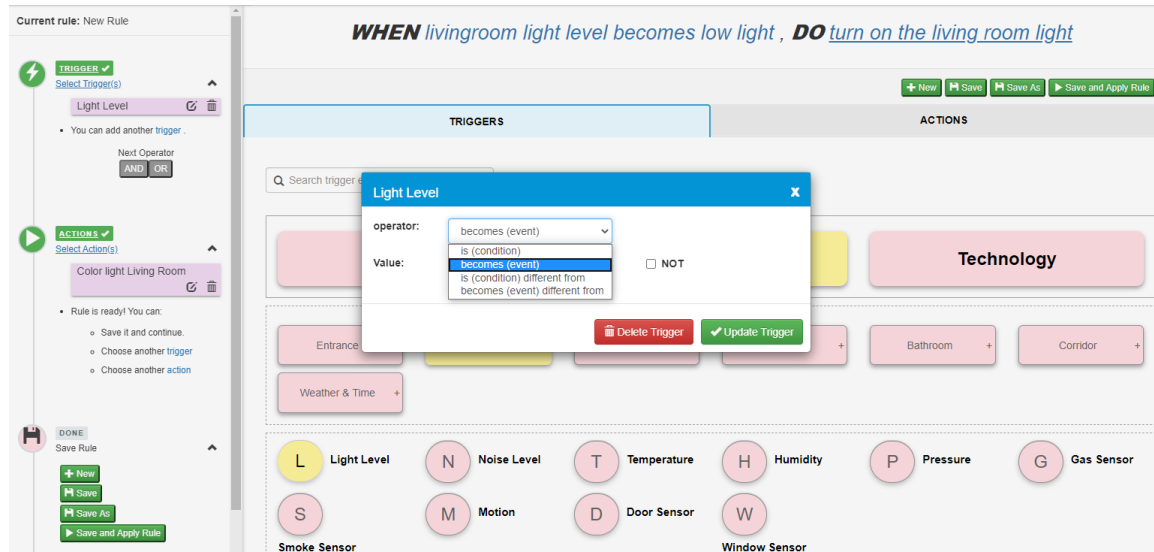 Current rule: New Rule
WHEN livingroom light level becomes low light , DO turn on the living room light
TRIGGER
Select Trigger(s)
Light Level
You can add another trigger .
Next Operator
AND OR
ACTIONS
Select Action(s)
Color light Living Room
Rule is ready! You can:
Save it and continue.
Choose another trigger
Choose another action
DONE
Save Rule
+ New
Save
Save As
Save and Apply Rule
+ New Save Save As Save and Apply Rule
TRIGGERS ACTIONS
Search trigger
Light Level x
operator: becomes (event)
is (condition)
becomes (event)
is (condition) different from
becomes (event) different from
Value: NOT
Delete Trigger Update Trigger
Technology
Entrance + Bathroom + Corridor +
Weather & Time +
L Light Level N Noise Level T Temperature H Humidity P Pressure G Gas Sensor
S Smoke Sensor M Motion D Door Sensor W Window Sensor